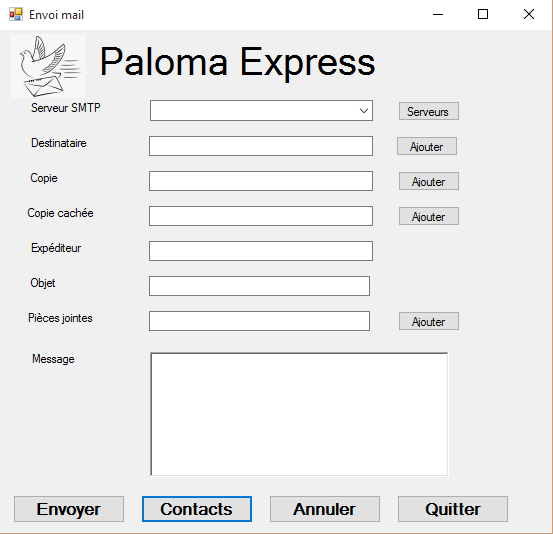 Envoi mail
Paloma Express
Serveur SMTP
Serveurs
Destinataire
Ajouter
Copie
Ajouter
Copie cachée
Ajouter
Expéditeur
Objet
Pièces jointes
Ajouter
Message
Envoyer
Contacts
Annuler
Quitter